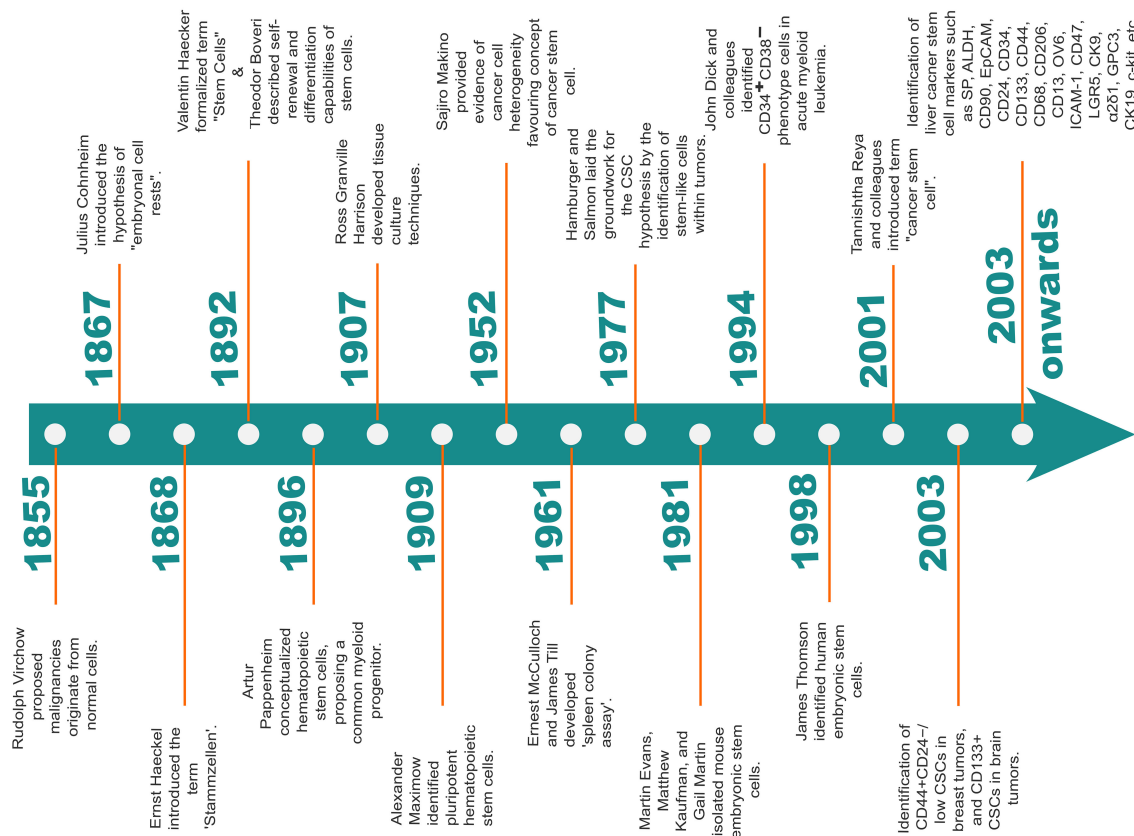 1855
Rudolph Virchow
proposed
malignancies
originate from
normal cells.
1867
Julius Cohnheim
introduced the
hypothesis of
"embryonal cell
rests".
1868
Ernst Haeckel
introduced the
term
'Stammzellen'.
1892
Valentin Haecker
formalized term
"Stem Cells"
&
Theodor Boveri
described self-
renewal and
differentiation
capabilities of
stem cells.
1896
Artur
Pappenheim
conceptualized
hematopoietic
stem cells,
proposing a
common myeloid
progenitor.
1907
Ross Granville
Harrison
developed tissue
culture
techniques.
1909
Alexander
Maximow
identified
pluripotent
hematopoietic
stem cells.
1952
Sajiro Makino
provided
evidence of
cancer cell
heterogeneity
favouring concept
of cancer stem
cell.
1961
Ernest McCulloch
and James Till
developed
'spleen colony
assay'.
1977
Hamburger and
Salmon laid the
groundwork for
the CSC
hypothesis by the
identification of
stem-like cells
within tumors.
1981
Martin Evans,
Matthew
Kaufman, and
Gail Martin
isolated mouse
embryonic stem
cells.
1994
John Dick and
colleagues
identified
CD34+CD38−
phenotype cells in
acute myeloid
leukemia.
1998
James Thomson
identified human
embryonic stem
cells.
2001
Tannishtha Reya
and colleagues
introduced term
"cancer stem
cell".
2003
Identification of
CD44+CD24−/
low CSCs in
breast tumors,
and CD133+
CSCs in brain
tumors.
2003
onwards
Identification of
liver cacner stem
cell markers such
as SP, ALDH,
CD90, EpCAM,
CD24, CD34,
CD133, CD44,
CD68, CD206,
CD13, OV6,
ICAM-1, CD47,
LGR5, CK9,
α2δ1, GPC3,
CK19, c-kit, etc